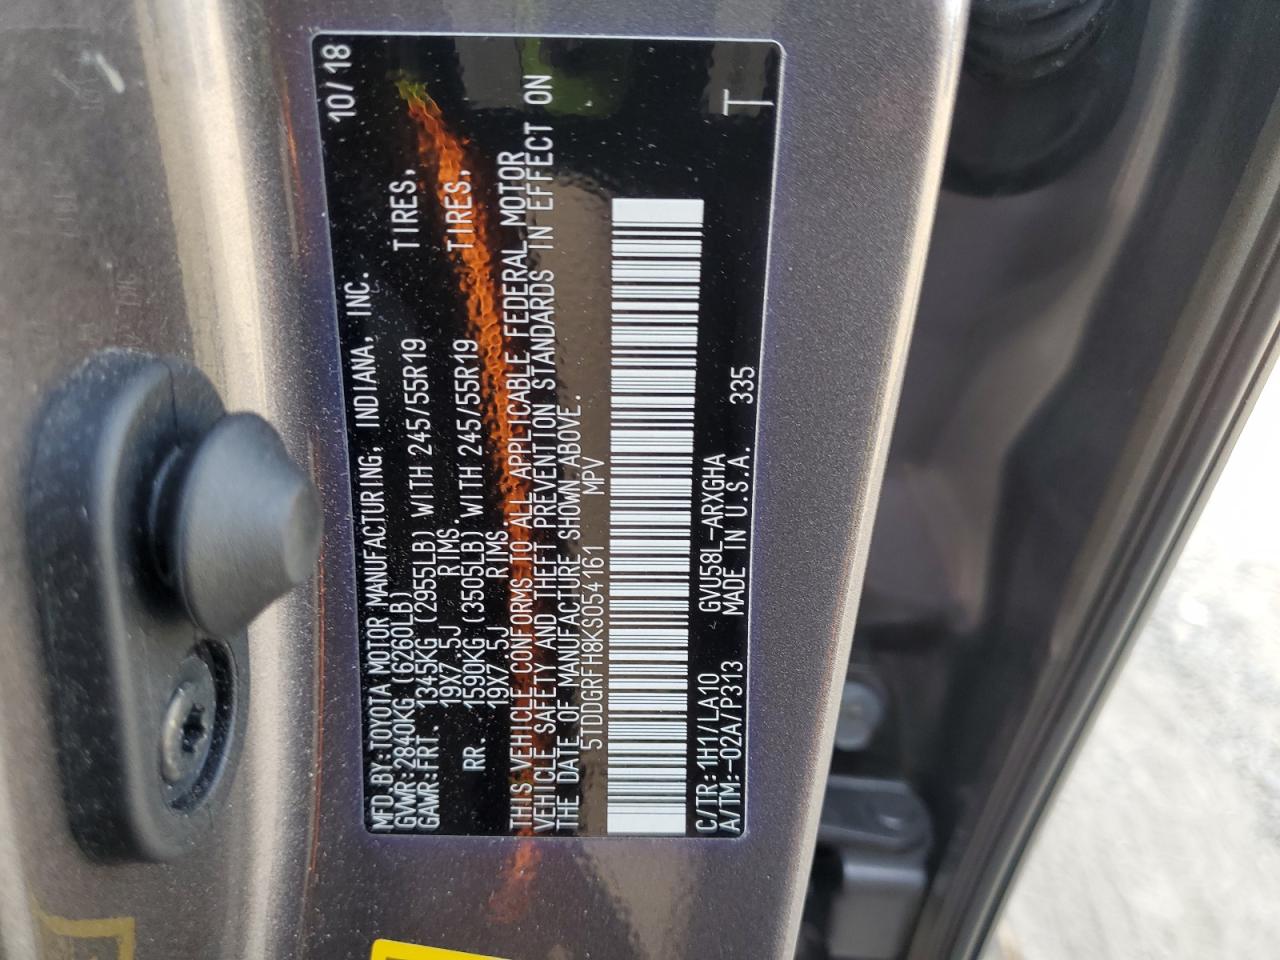 MFD.BY:TOYOTA MOTOR MANUFACTURING, INDIANA, INC. 10/18
GVWR:2840KG (6260LB)
GAWR:FRT. 1345KG (2955LB) WITH 245/55R19 TIRES,
19X7.5J RIMS.
RR. 1590KG (3505LB) WITH 245/55R19 TIRES,
19X7.5J RIMS.
THIS VEHICLE CONFORMS TO ALL APPLICABLE FEDERAL MOTOR
VEHICLE SAFETY AND THEFT PREVENTION STANDARDS IN EFFECT ON
THE DATE OF MANUFACTURE SHOWN ABOVE.
5TDDGRFH8KS054161 MPV
C/TR:1H1/LA10 GVU58L-ARXGHA
A/TM:-02A/P313 MADE IN U.S.A. 335 T